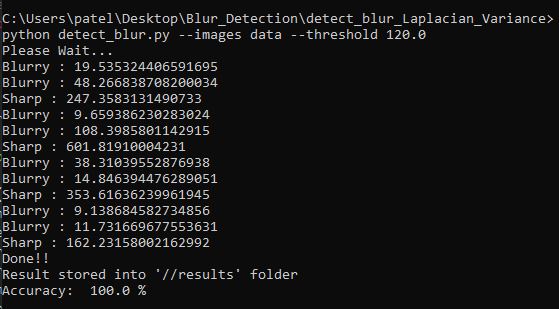 C:\Users\patel\Desktop\Blur_Detection\detect_blur_Laplacian_Variance>
python detect_blur.py --images data --threshold 120.0
Please Wait...
Blurry : 19.535324406591695
Blurry : 48.266838708200034
Sharp : 247.3583131490733
Blurry : 9.659386230283024
Blurry : 108.3985801142915
Sharp : 601.81910004231
Blurry : 38.31039552876938
Blurry : 14.846394476289051
Sharp : 353.61636239961945
Blurry : 9.138684582734856
Blurry : 11.731669677553631
Sharp : 162.23158002162992
Done!!
Result stored into '//results' folder
Accuracy:  100.0 %